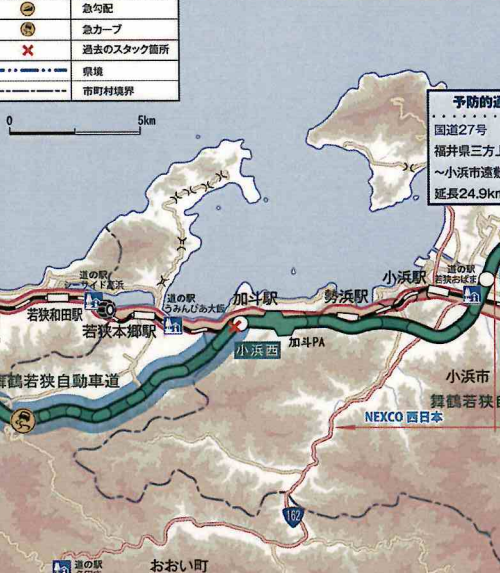 急勾配
急カーブ
過去のスタック箇所
県境
市町村境界
0
5km
予防的通
国道27号
福井県三方上
～小浜市遠敷
延長24.9km
道の駅
シーサイド高浜
若狭和田駅
若狭本郷駅
道の駅
うみんぴあ大飯
加斗駅
勢浜駅
小浜駅
道の駅
若狭おばま
小浜西
加斗PA
舞鶴若狭自動車道
小浜市
舞鶴若狭自
NEXCO 西日本
162
おおい町
道の駅